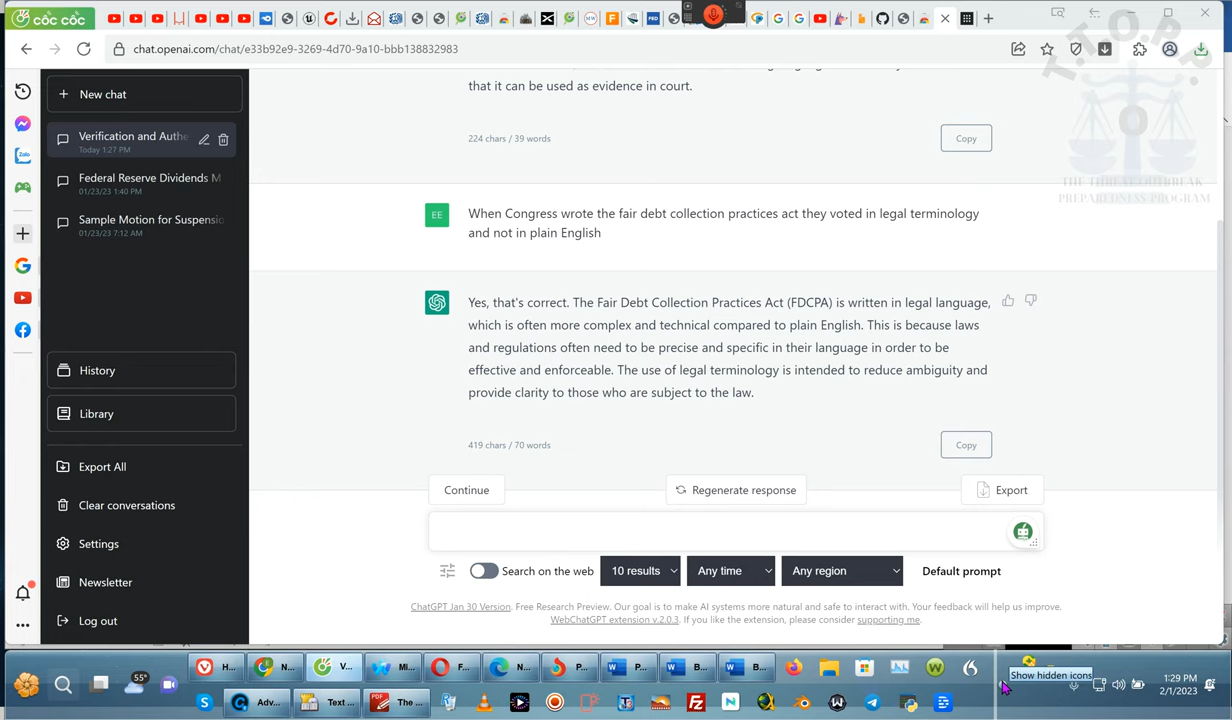 cốc cốc
chat.openai.com/chat/e33b92e9-3269-4d70-9a10-bbb138832983
T.T.O.P.P.
THE THREAT OUTBREAK
PREPAREDNESS PROGRAM
New chat
Verification and Authe
Today 1:27 PM
Federal Reserve Dividends M
01/23/23 1:40 PM
Sample Motion for Suspensio
01/23/23 7:12 AM
History
Library
Export All
Clear conversations
Settings
Newsletter
Log out
that it can be used as evidence in court.
224 chars / 39 words
Copy
EE
When Congress wrote the fair debt collection practices act they voted in legal terminology
and not in plain English
Yes, that's correct. The Fair Debt Collection Practices Act (FDCPA) is written in legal language,
which is often more complex and technical compared to plain English. This is because laws
and regulations often need to be precise and specific in their language in order to be
effective and enforceable. The use of legal terminology is intended to reduce ambiguity and
provide clarity to those who are subject to the law.
419 chars / 70 words
Copy
Continue
Regenerate response
Export
Search on the web
10 results
Any time
Any region
Default prompt
ChatGPT Jan 30 Version. Free Research Preview. Our goal is to make AI systems more natural and safe to interact with. Your feedback will help us improve.
WebChatGPT extension v.2.0.3. If you like the extension, please consider supporting me.
55°
H...
N...
V...
MI...
F...
N...
P...
P...
B...
B...
Show hidden icons
1:29 PM
2/1/2023
Adv...
Text ...
The ...